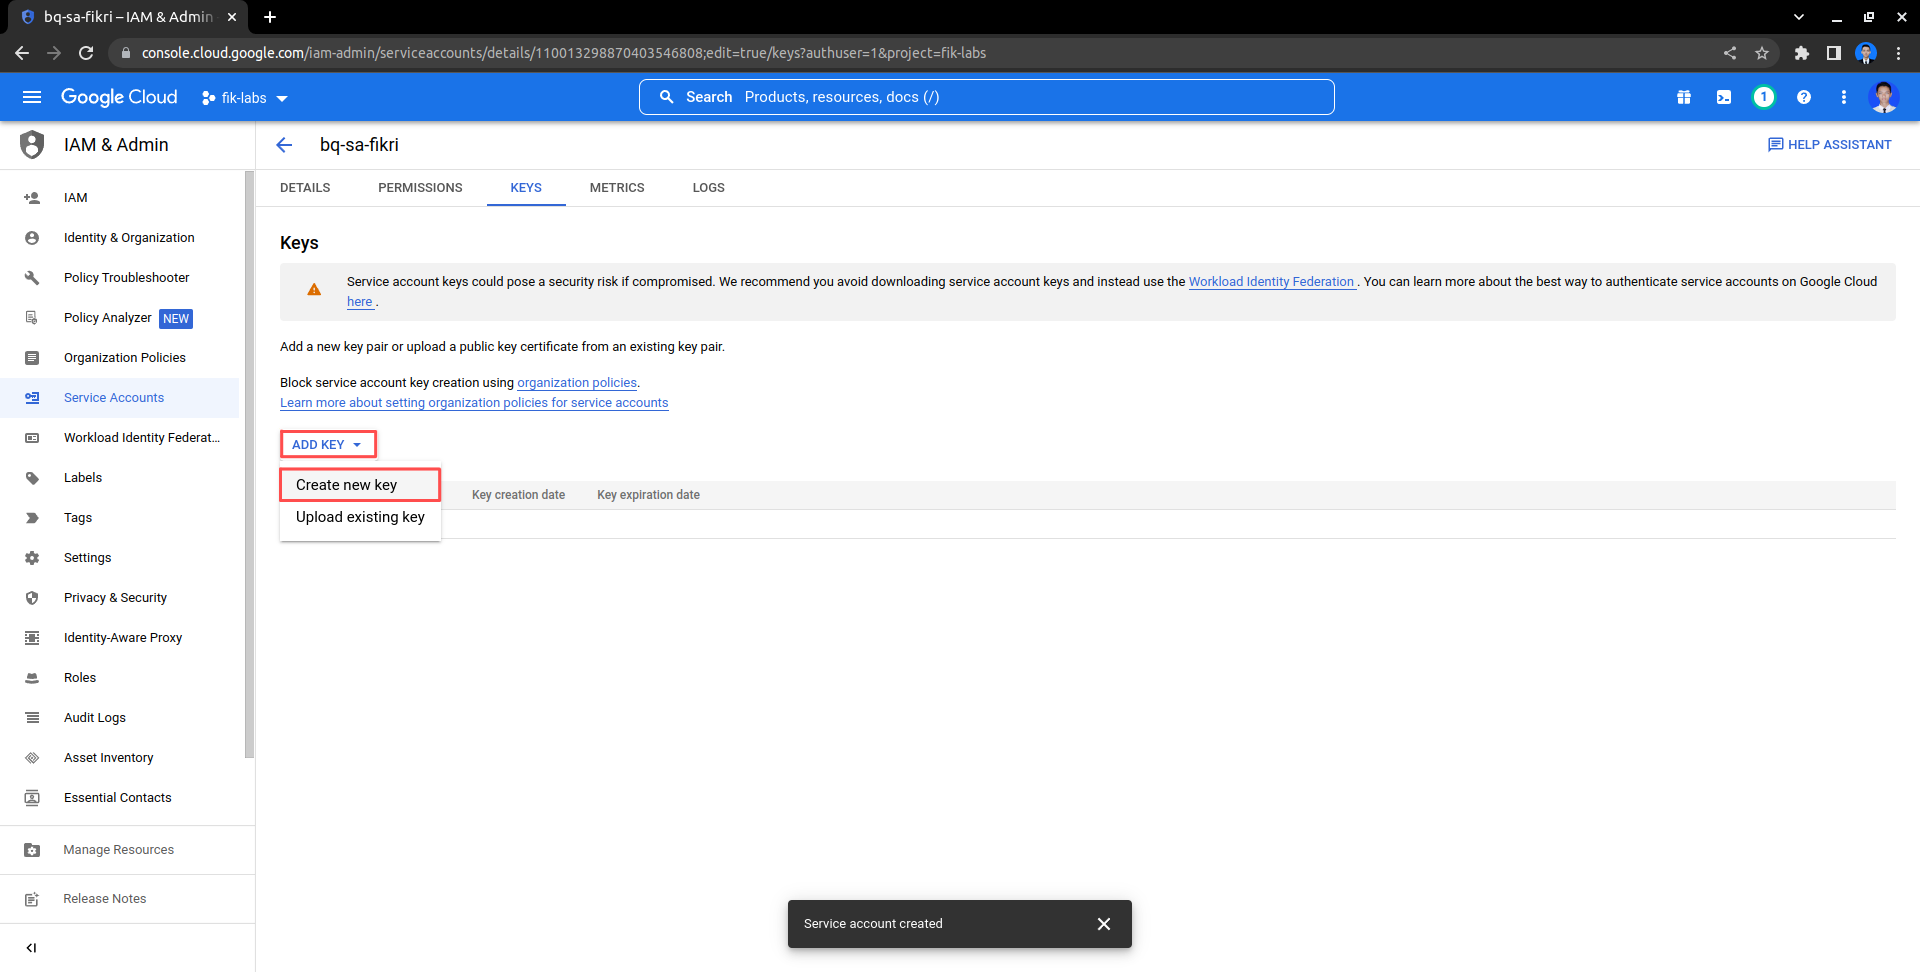 bq-sa-fikri – IAM & Admin
console.cloud.google.com/iam-admin/serviceaccounts/details/110013298870403546808;edit=true/keys?authuser=1&project=fik-labs
Google Cloud
fik-labs
Search Products, resources, docs (/)
1
IAM & Admin
bq-sa-fikri
HELP ASSISTANT
DETAILS
PERMISSIONS
KEYS
METRICS
LOGS
IAM
Identity & Organization
Policy Troubleshooter
Policy Analyzer NEW
Organization Policies
Service Accounts
Workload Identity Federat...
Labels
Tags
Settings
Privacy & Security
Identity-Aware Proxy
Roles
Audit Logs
Asset Inventory
Essential Contacts
Manage Resources
Release Notes
Keys
Service account keys could pose a security risk if compromised. We recommend you avoid downloading service account keys and instead use the Workload Identity Federation . You can learn more about the best way to authenticate service accounts on Google Cloud
here .
Add a new key pair or upload a public key certificate from an existing key pair.
Block service account key creation using organization policies.
Learn more about setting organization policies for service accounts
ADD KEY
Create new key
Upload existing key
Key creation date
Key expiration date
Service account created